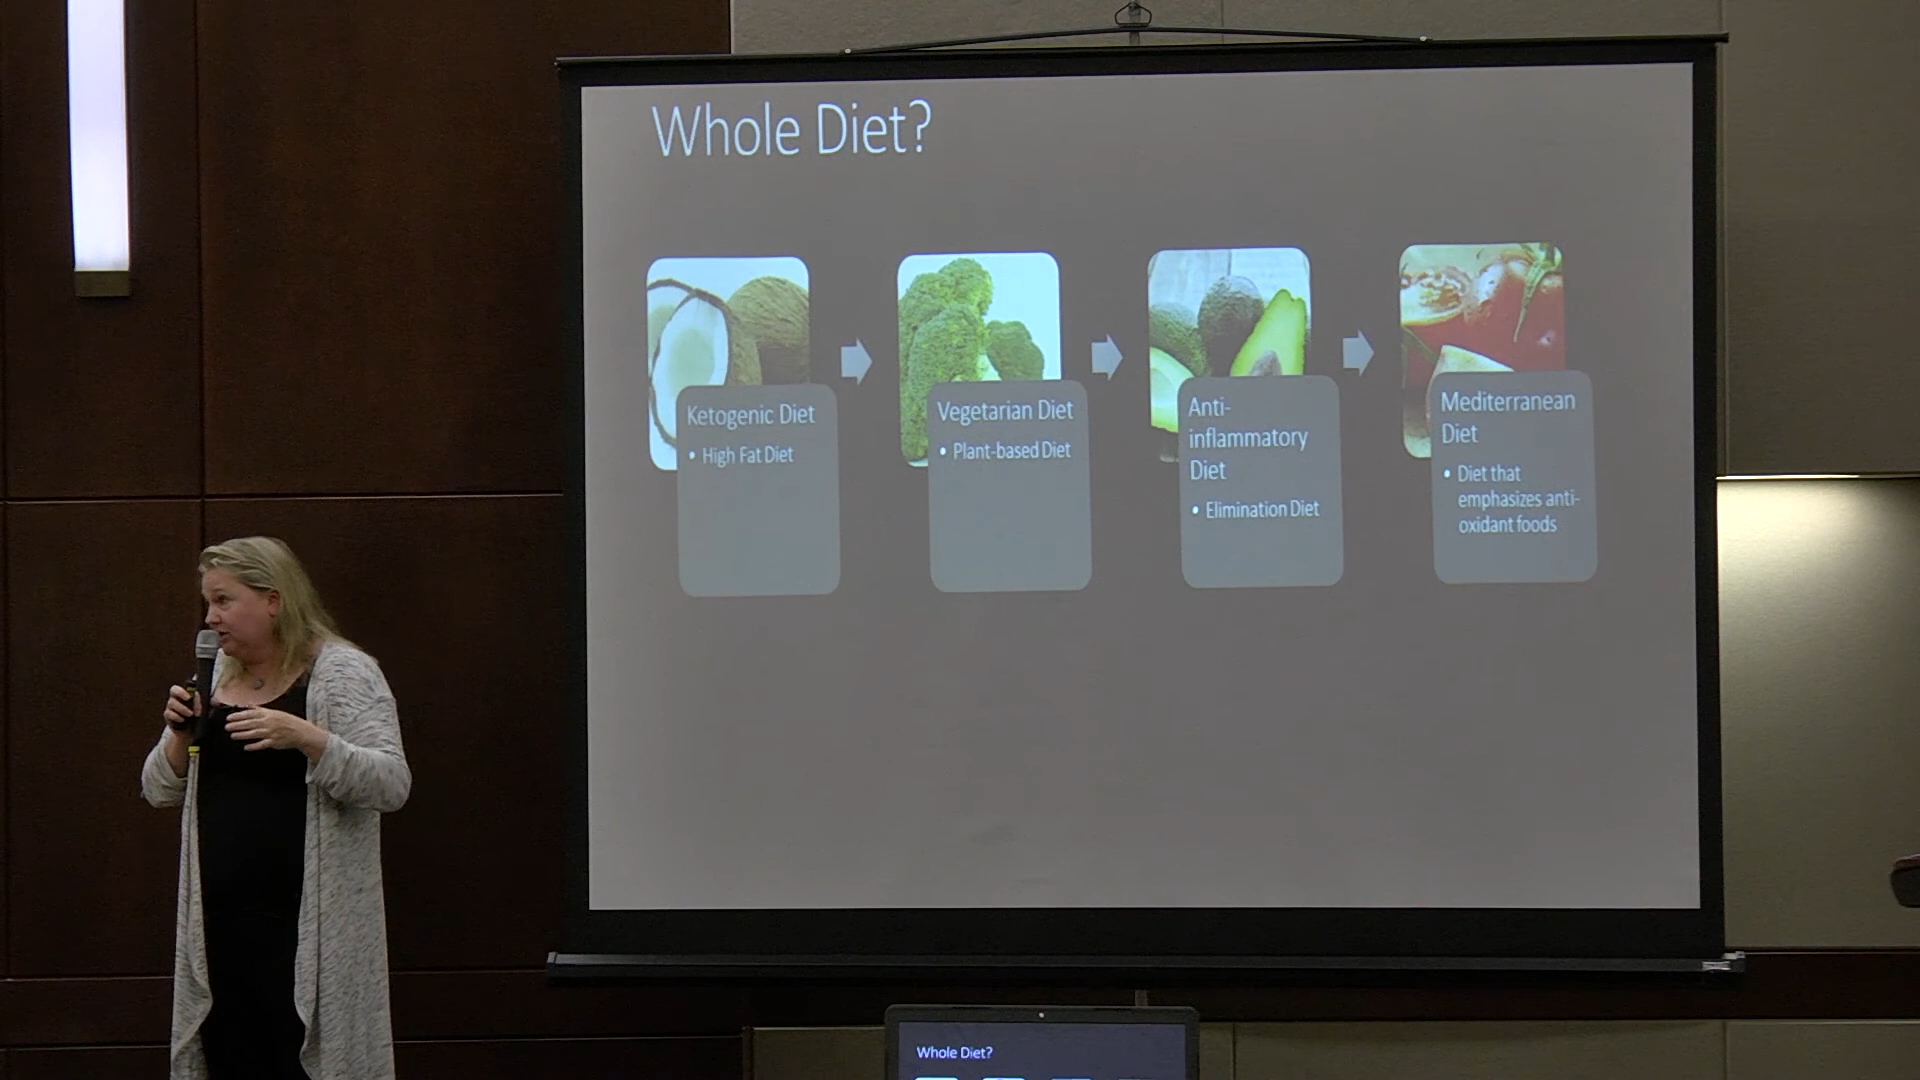 Whole Diet?
Ketogenic Diet
• High Fat Diet
Vegetarian Diet
• Plant-based Diet
Anti-
inflammatory
Diet
• Elimination Diet
Mediterranean
Diet
• Diet that
emphasizes anti-
oxidant foods
Whole Diet?